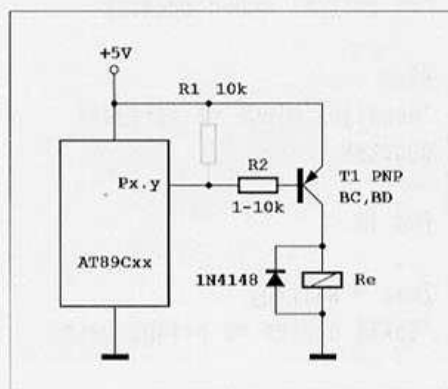 +5V
R1 10k
Px.y
R2
1-10k
T1 PNP
BC,BD
AT89Cxx
1N4148
Re